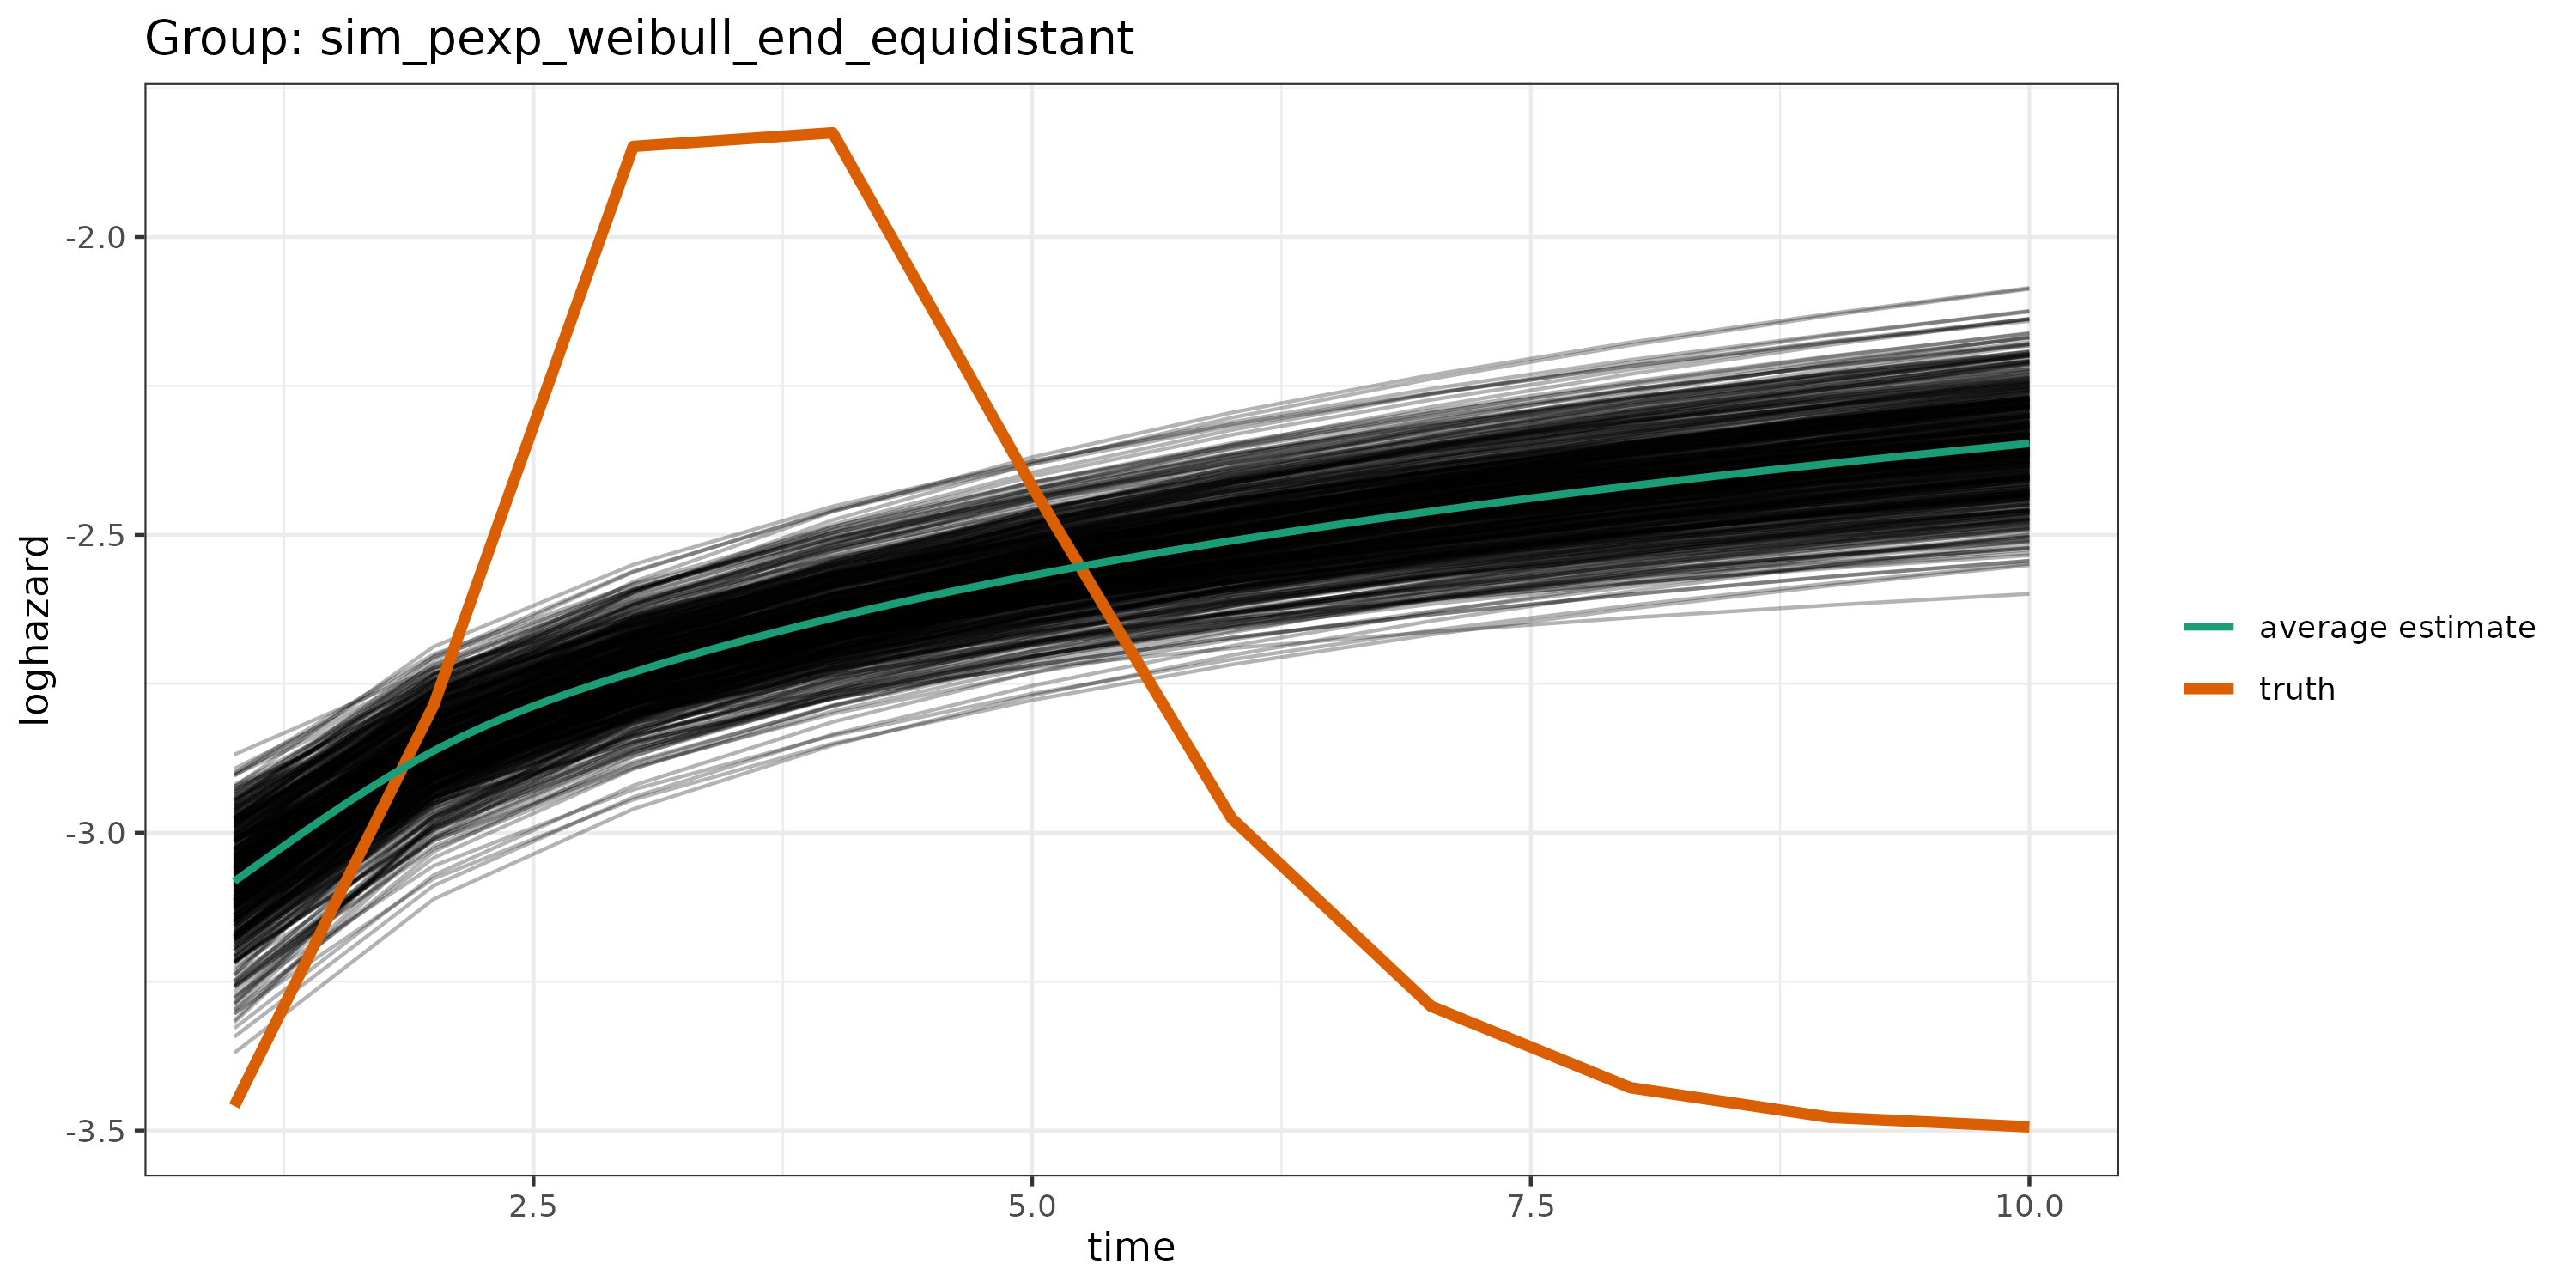 Group: sim_pexp_weibull_end_equidistant
loghazard
-2.0
-2.5
-3.0
-3.5
2.5
5.0
7.5
10.0
time
average estimate
truth